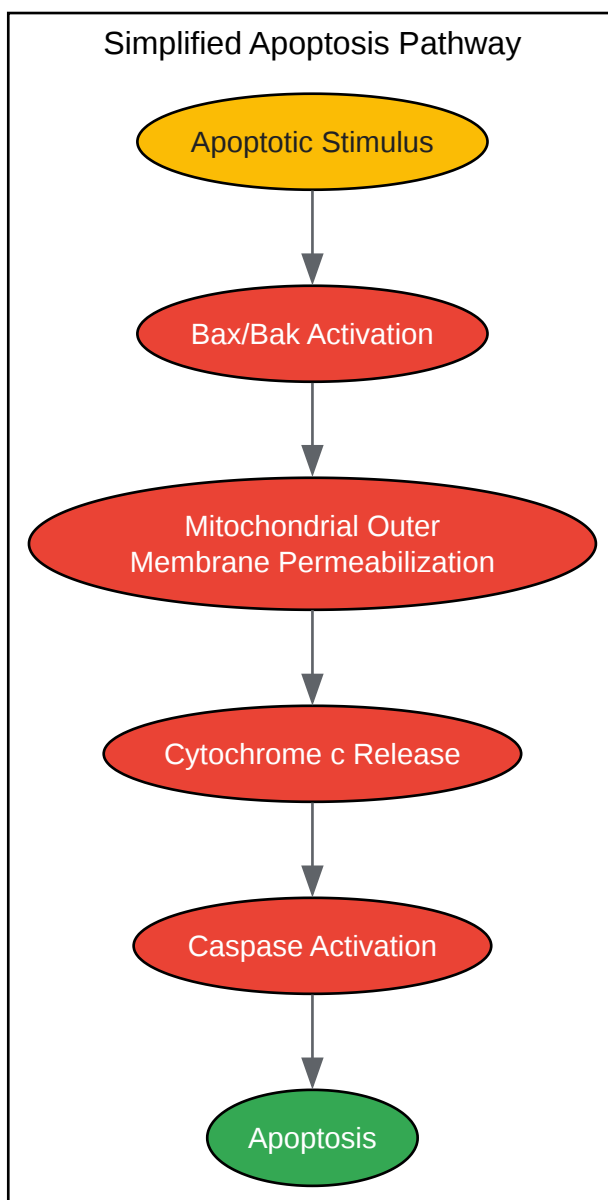 Simplified Apoptosis Pathway
Apoptotic Stimulus
Bax/Bak Activation
Mitochondrial Outer
Membrane Permeabilization
Cytochrome c Release
Caspase Activation
Apoptosis